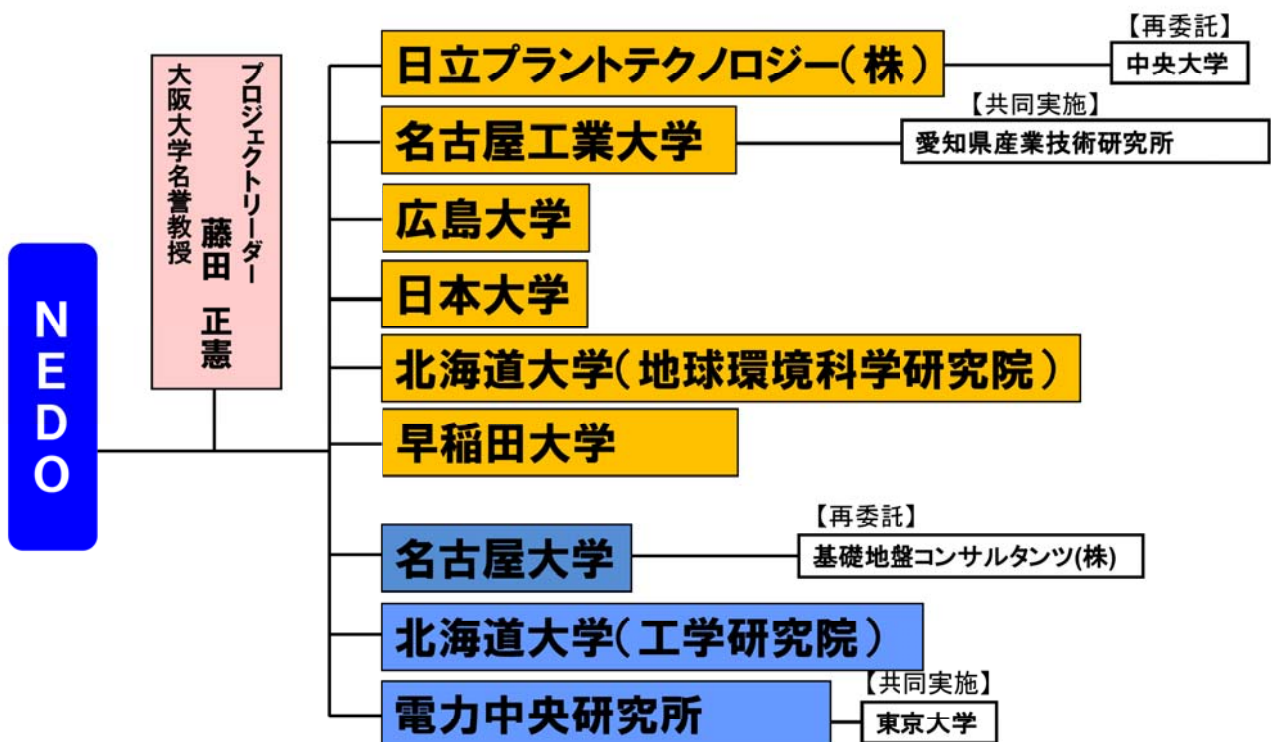 NEDO
プロジェクトリーダー
藤田 正憲
大阪大学名誉教授
日立プラントテクノロジー(株)
【再委託】
中央大学
名古屋工業大学
【共同実施】
愛知県産業技術研究所
広島大学
日本大学
北海道大学(地球環境科学研究院)
早稲田大学
名古屋大学
【再委託】
基礎地盤コンサルタンツ(株)
北海道大学(工学研究院)
電力中央研究所
【共同実施】
東京大学